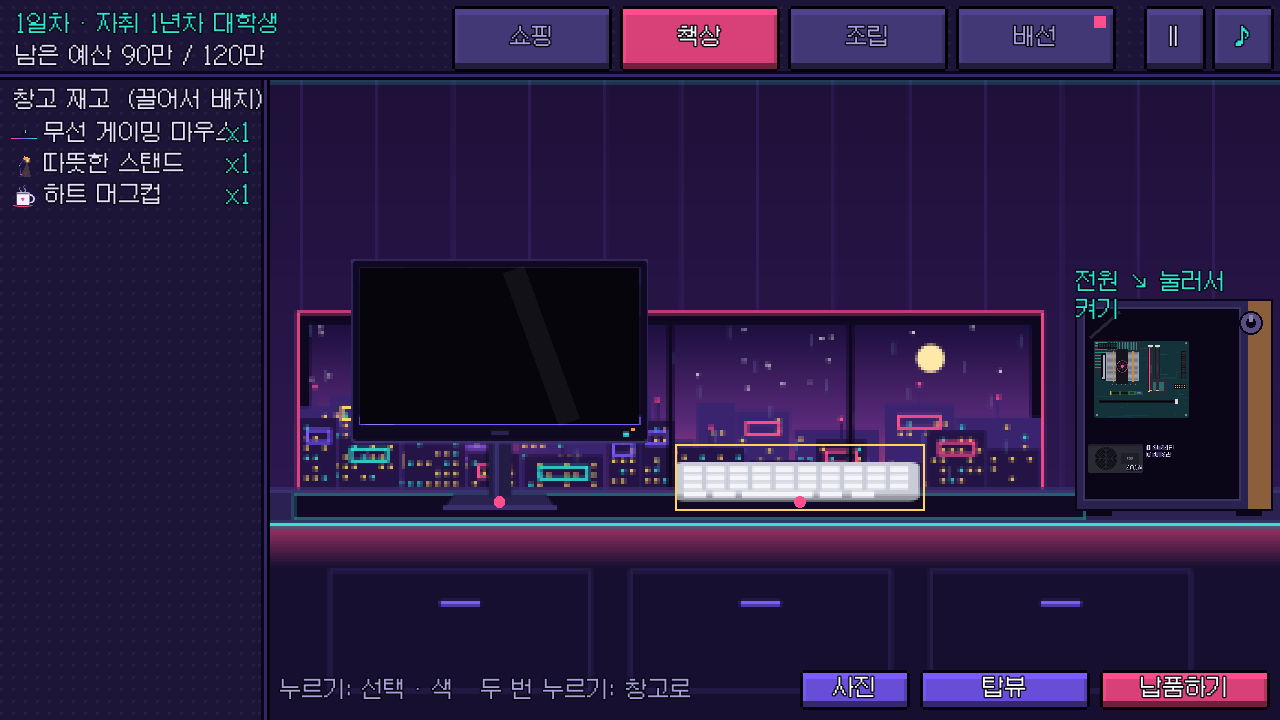 1일차 · 자취 1년차 대학생
남은 예산 90만 / 120만
쇼핑
책상
조립
배선
창고 재고 (끌어서 배치)
무선 게이밍 마우스 x1
따뜻한 스탠드 x1
하트 머그컵 x1
전원 ↘ 눌러서
켜기
누르기: 선택 · 색 두 번 누르기: 창고로
사진
탑뷰
납품하기